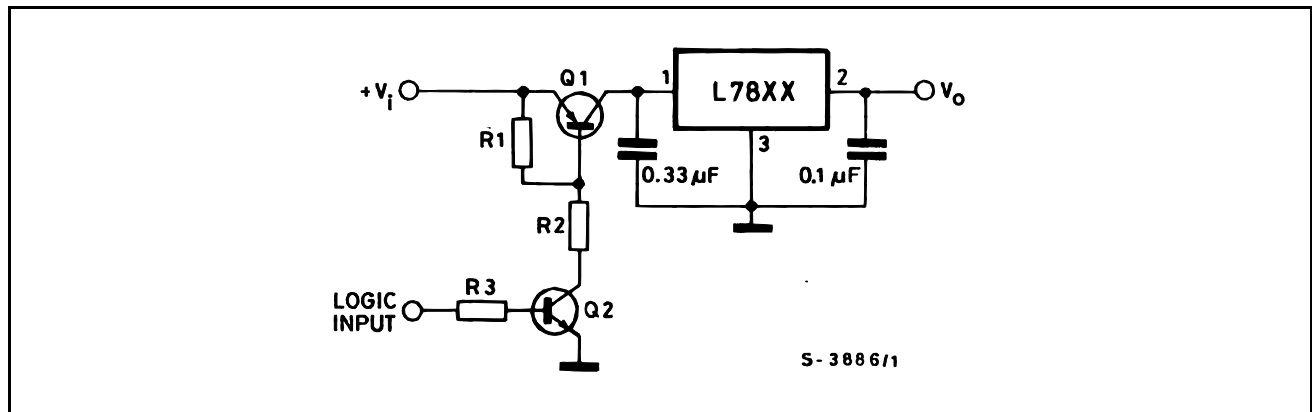 Q1
+Vi
1
L78XX
2
Vo
R1
3
0.33µF
0.1µF
R2
LOGIC
INPUT
R3
Q2
S-3886/1